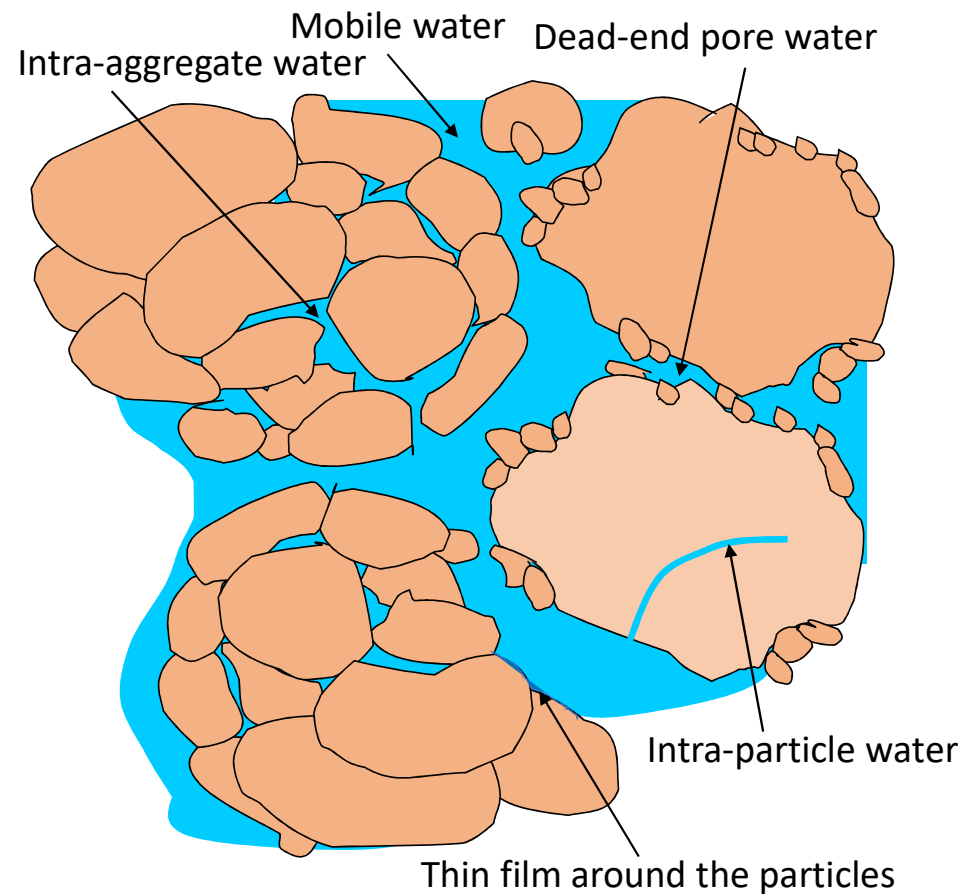 Mobile water
Dead-end pore water
Intra-aggregate water
Intra-particle water
Thin film around the particles